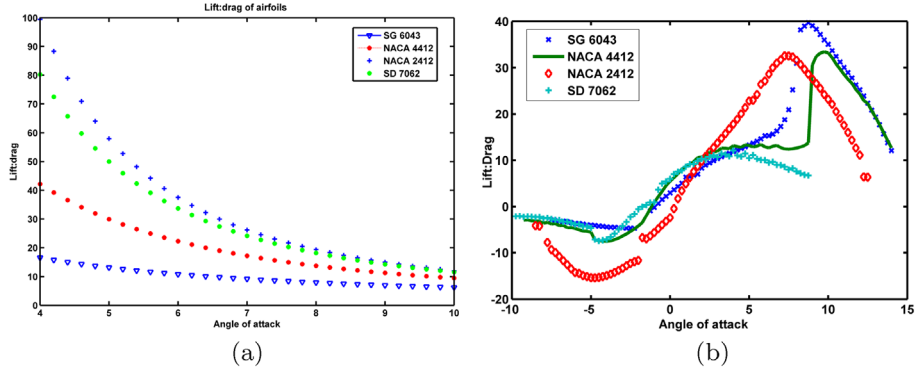 Lift:drag of airfoils
100
90
80
70
60
50
40
30
20
10
0
Lift:drag
SG 6043
NACA 4412
NACA 2412
SD 7062
4 5 6 7 8 9 10
Angle of attack
(a)
40
30
20
10
0
-10
-20
Lift:Drag
SG 6043
NACA 4412
NACA 2412
SD 7062
-10 -5 0 5 10 15
Angle of attack
(b)